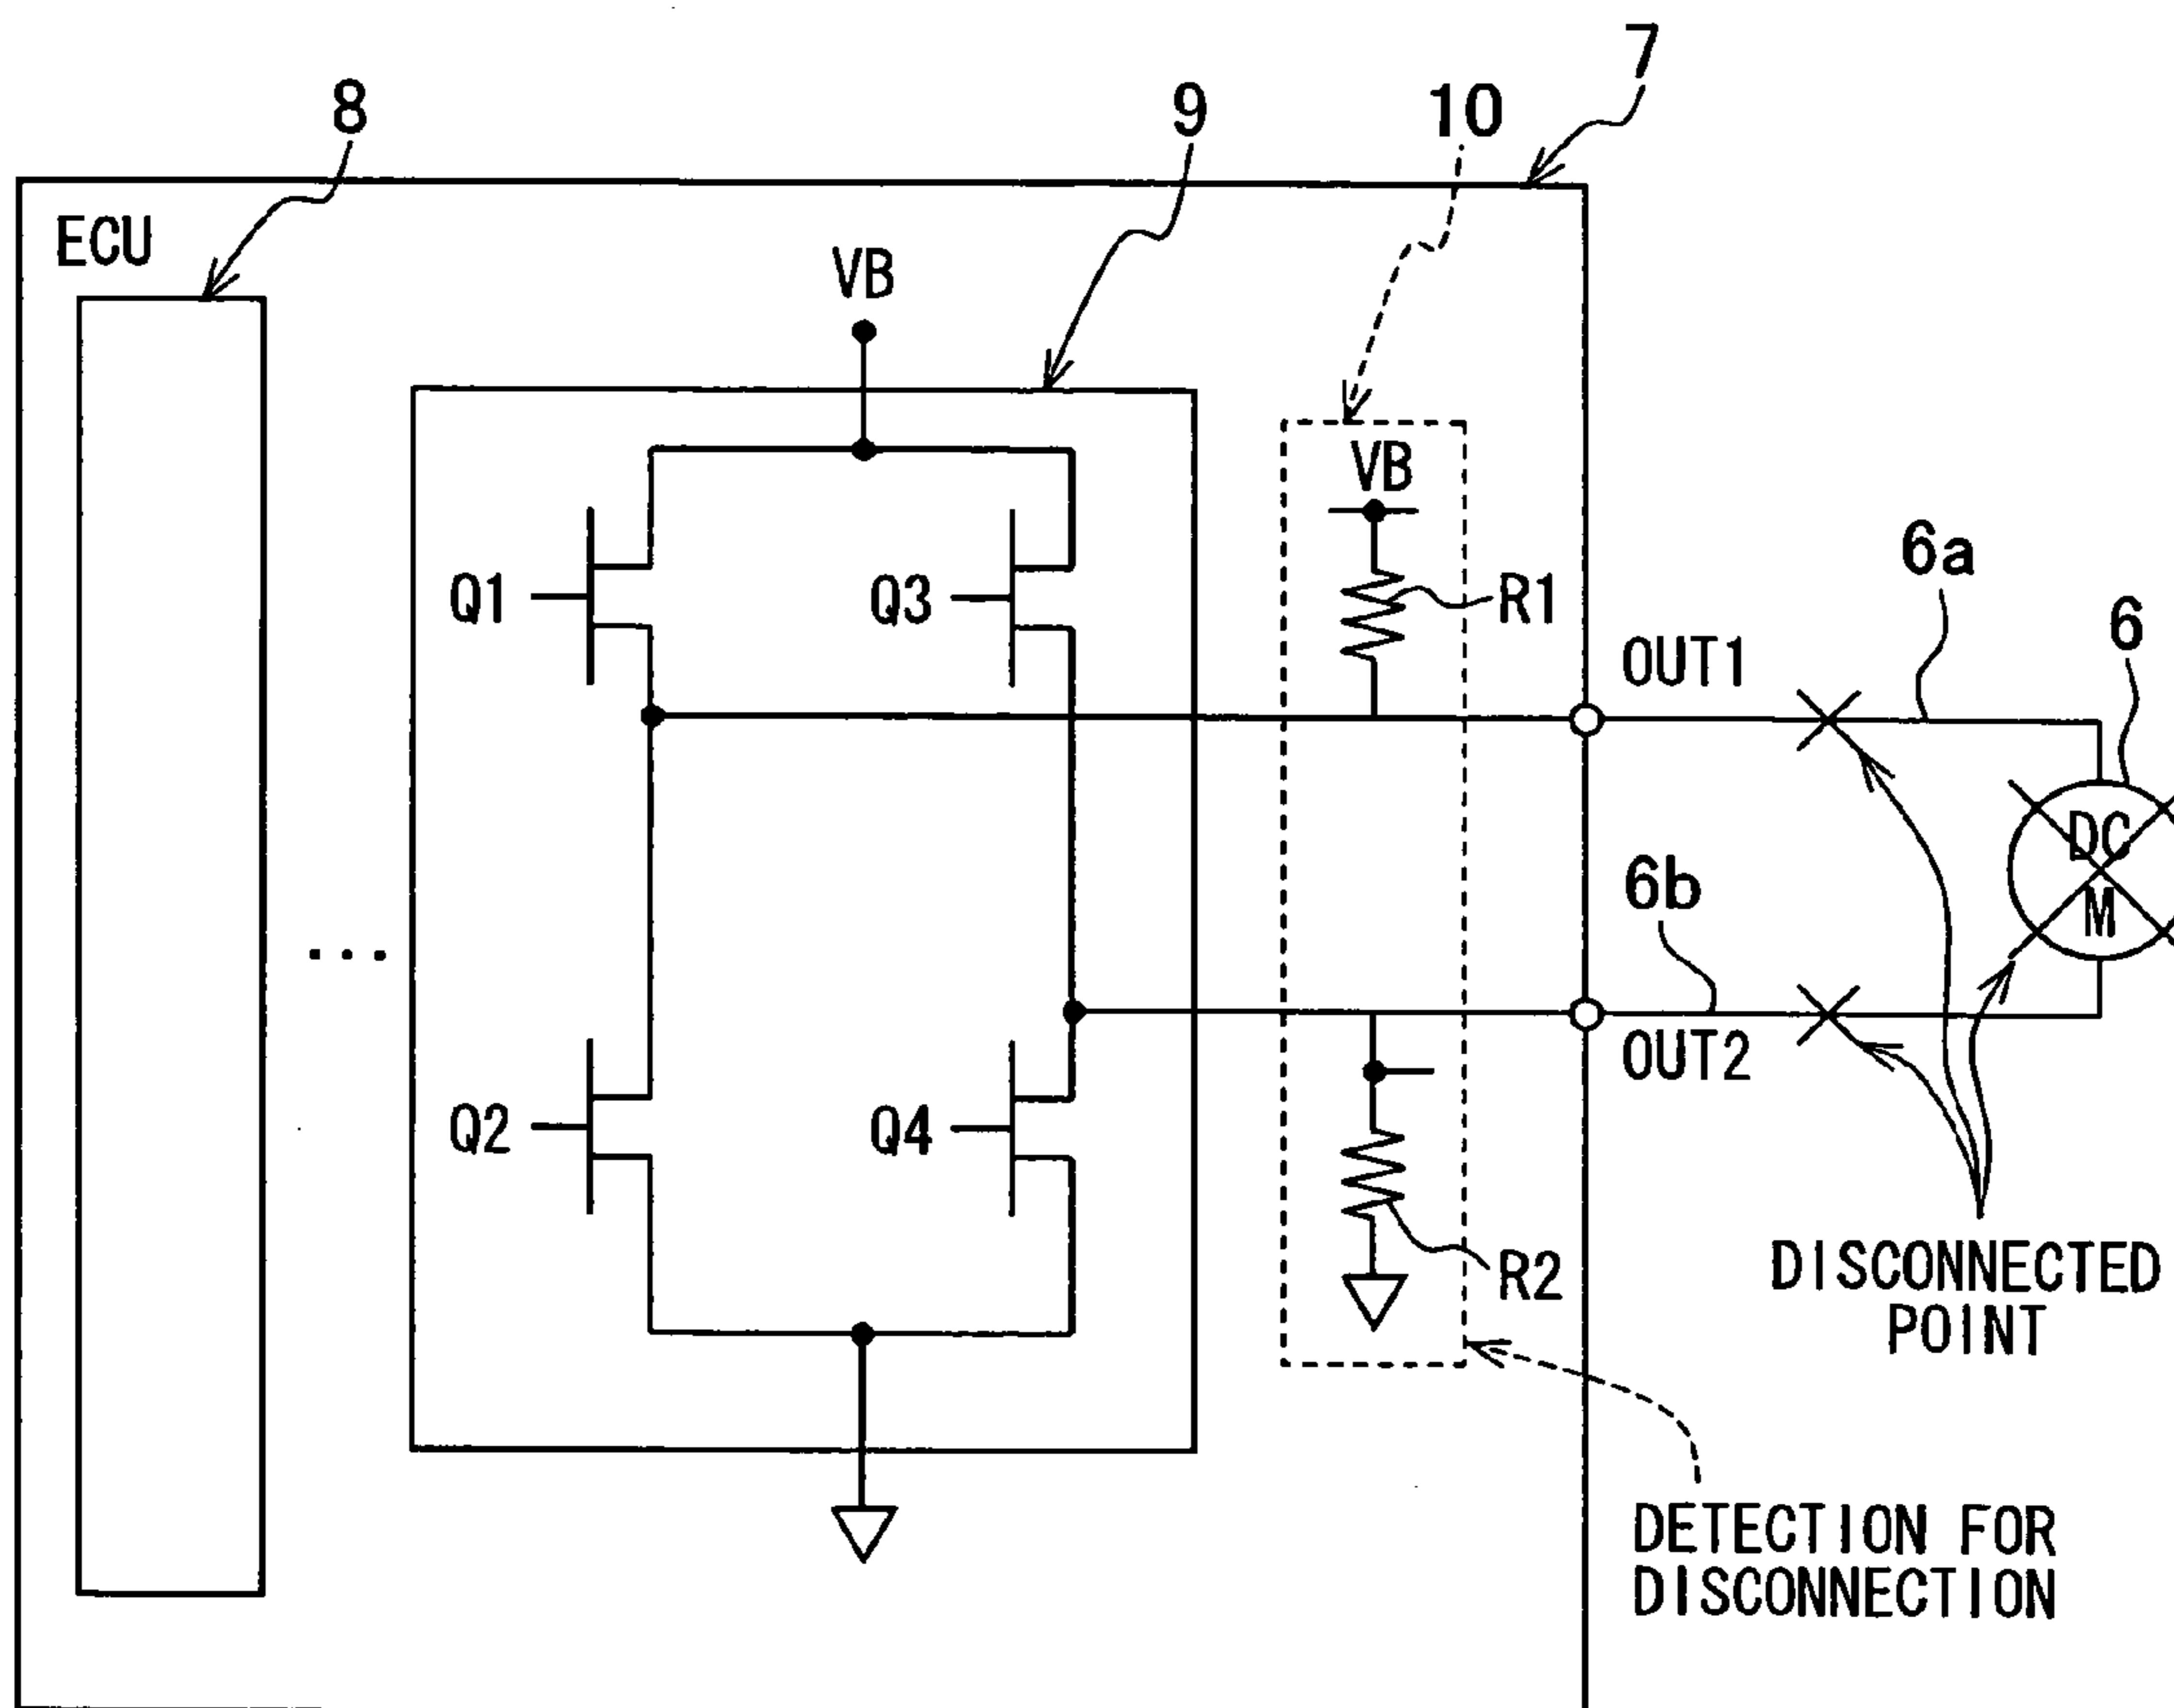 7
8
9
10
ECU
VB
VB
Q1
Q3
R1
6a
6
OUT1
DC
M
6b
OUT2
Q2
Q4
R2
DISCONNECTED
POINT
DETECTION FOR
DISCONNECTION